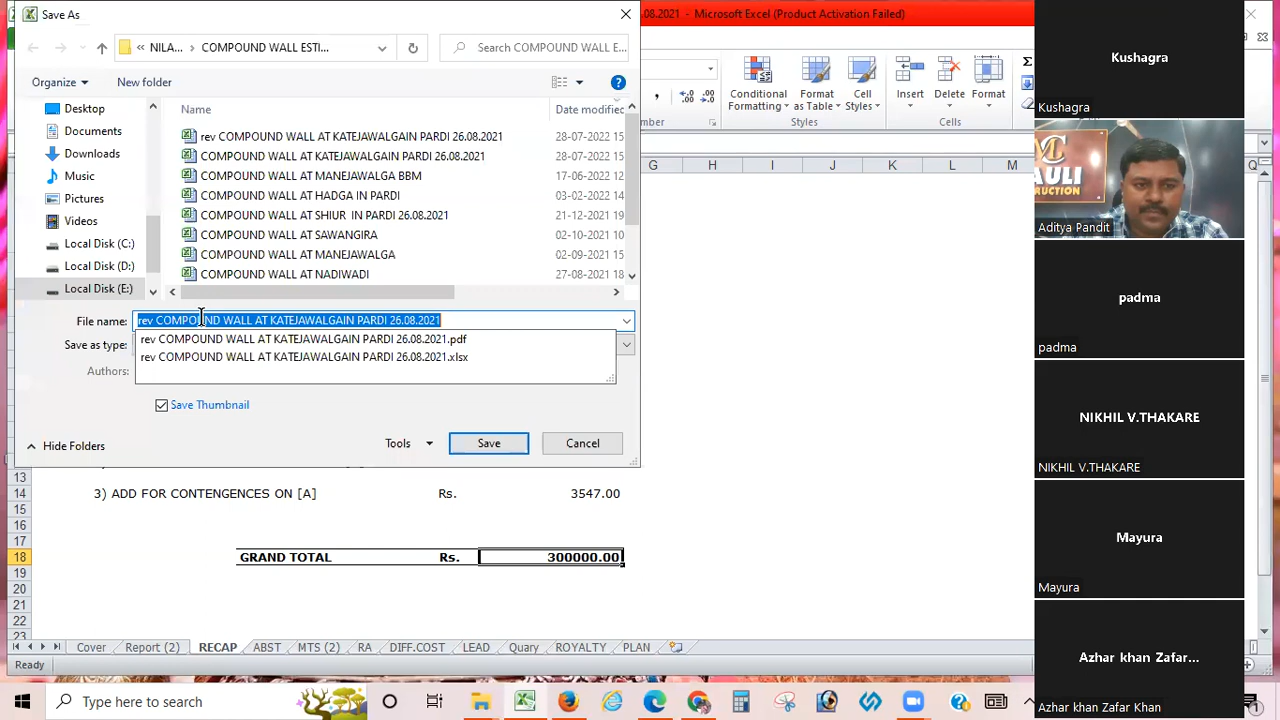 Save As
.08.2021 - Microsoft Excel (Product Activation Failed)
« NILA... > COMPOUND WALL ESTI...
Search COMPOUND WALL E...
Organize
New folder
?
Desktop
Documents
Downloads
Music
Pictures
Videos
Local Disk (C:)
Local Disk (D:)
Local Disk (E:)
Name
Date modified
rev COMPOUND WALL AT KATEJAWALGAIN PARDI 26.08.2021 28-07-2022 15
COMPOUND WALL AT KATEJAWALGAIN PARDI 26.08.2021 28-07-2022 15
COMPOUND WALL AT MANEJAWALGA BBM 17-06-2022 12
COMPOUND WALL AT HADGA IN PARDI 03-02-2022 14
COMPOUND WALL AT SHIUR IN PARDI 26.08.2021 21-12-2021 19
COMPOUND WALL AT SAWANGIRA 02-10-2021 10
COMPOUND WALL AT MANEJAWALGA 02-09-2021 10
COMPOUND WALL AT NADIWADI 27-08-2021 18
File name: rev COMPOUND WALL AT KATEJAWALGAIN PARDI 26.08.2021
rev COMPOUND WALL AT KATEJAWALGAIN PARDI 26.08.2021.pdf
rev COMPOUND WALL AT KATEJAWALGAIN PARDI 26.08.2021.xlsx
Save as type:
Authors:
Save Thumbnail
Hide Folders
Tools
Save
Cancel
Conditional Formatting
Format as Table
Cell Styles
Insert
Delete
Format
mber
Styles
Cells
G H I J K L M Q
13
14 3) ADD FOR CONTENGENCES ON [A] Rs. 3547.00
15
16
17
18 GRAND TOTAL Rs. 300000.00
19
20
21
22
23
Cover Report (2) RECAP ABST MTS (2) RA DIFF.COST LEAD Quary ROYALTY PLAN
Ready
Type here to search
Kushagra
Kushagra
MC
AULI
RUCTION
Aditya Pandit
padma
padma
NIKHIL V.THAKARE
NIKHIL V.THAKARE
Mayura
Mayura
Azhar khan Zafar...
Azhar khan Zafar Khan